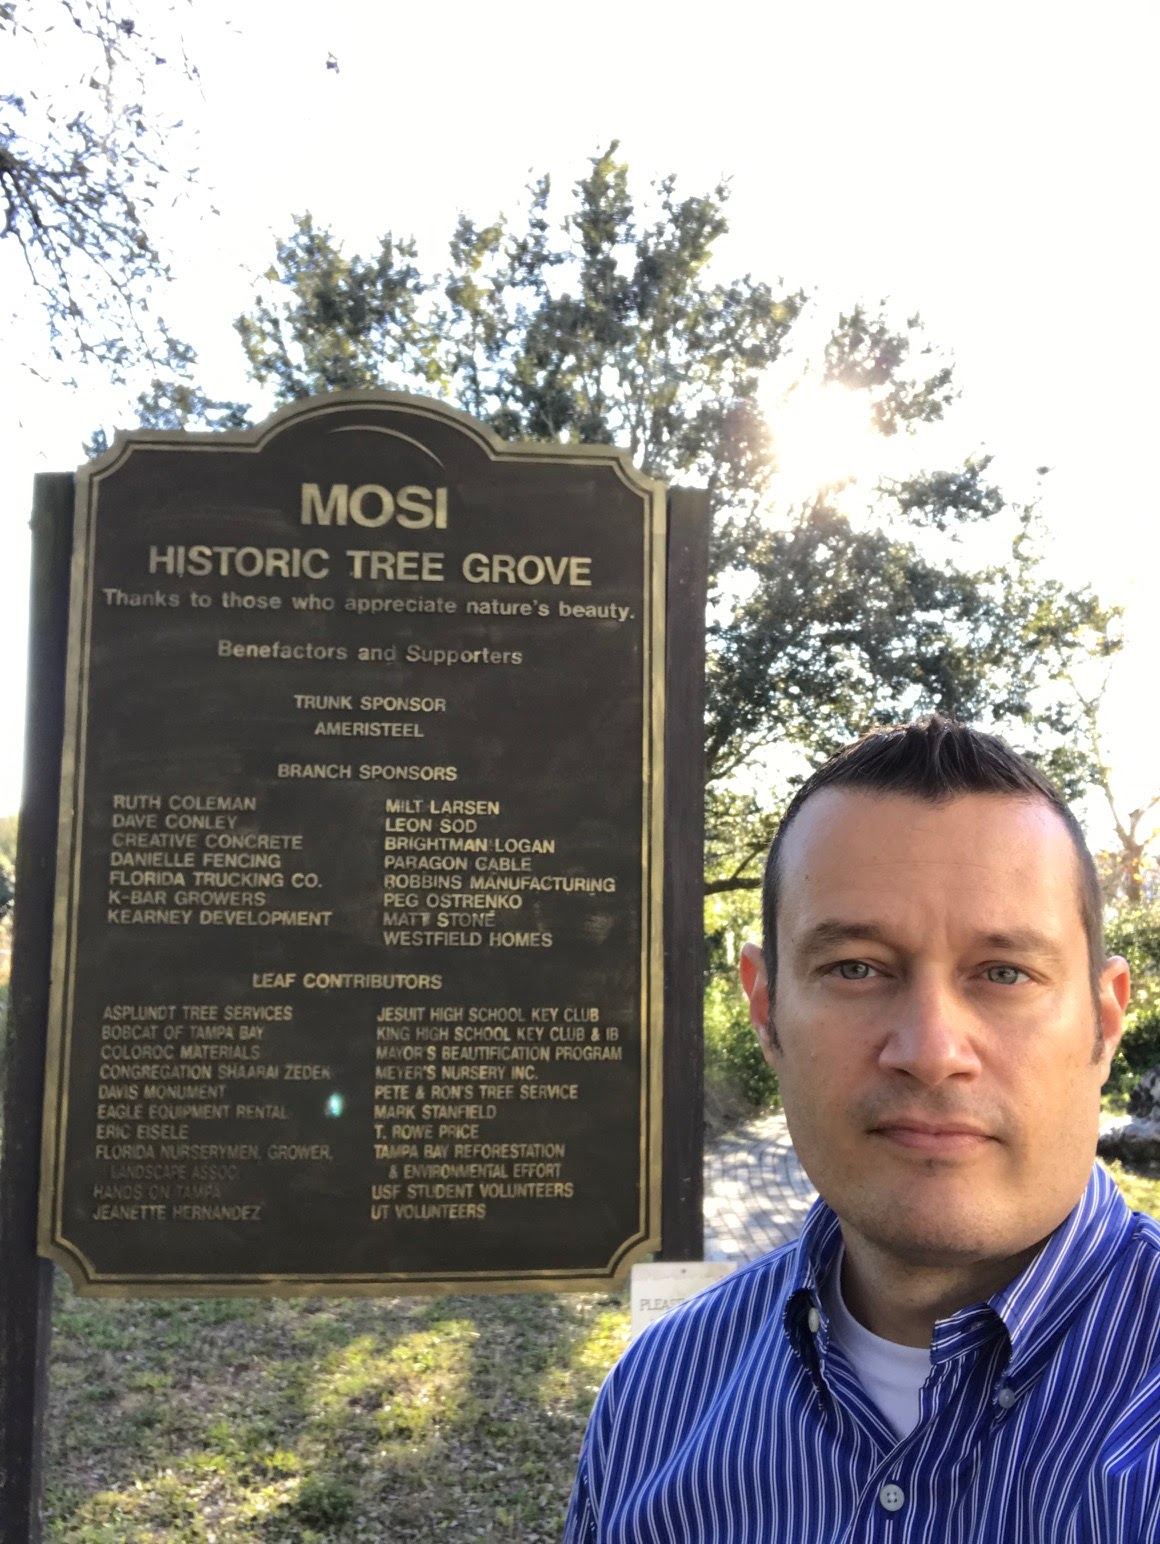 MOSI
HISTORIC TREE GROVE
Thanks to those who appreciate nature's beauty.
Benefactors and Supporters
TRUNK SPONSOR
AMERISTEEL
BRANCH SPONSORS
RUTH COLEMAN
DAVE CONLEY
CREATIVE CONCRETE
DANIELLE FENCING
FLORIDA TRUCKING CO.
K-BAR GROWERS
KEARNEY DEVELOPMENT
MILT LARSEN
LEON SOD
BRIGHTMAN LOGAN
PARAGON CABLE
ROBBINS MANUFACTURING
PEG OSTRENKO
MATT STONE
WESTFIELD HOMES
LEAF CONTRIBUTORS
ASPLUNDT TREE SERVICES
BOBCAT OF TAMPA BAY
COLOROC MATERIALS
CONGREGATION SHAARAI ZEDEK
DAVIS MONUMENT
EAGLE EQUIPMENT RENTAL
ERIC EISELE
FLORIDA NURSERYMEN, GROWER,
LANDSCAPE ASSOC.
HANDS ON TAMPA
JEANETTE HERNANDEZ
JESUIT HIGH SCHOOL KEY CLUB
KING HIGH SCHOOL KEY CLUB & IB
MAYOR'S BEAUTIFICATION PROGRAM
MEYER'S NURSERY INC.
PETE & RON'S TREE SERVICE
MARK STANFIELD
T. ROWE PRICE
TAMPA BAY REFORESTATION
& ENVIRONMENTAL EFFORT
USF STUDENT VOLUNTEERS
UT VOLUNTEERS
PLEASE